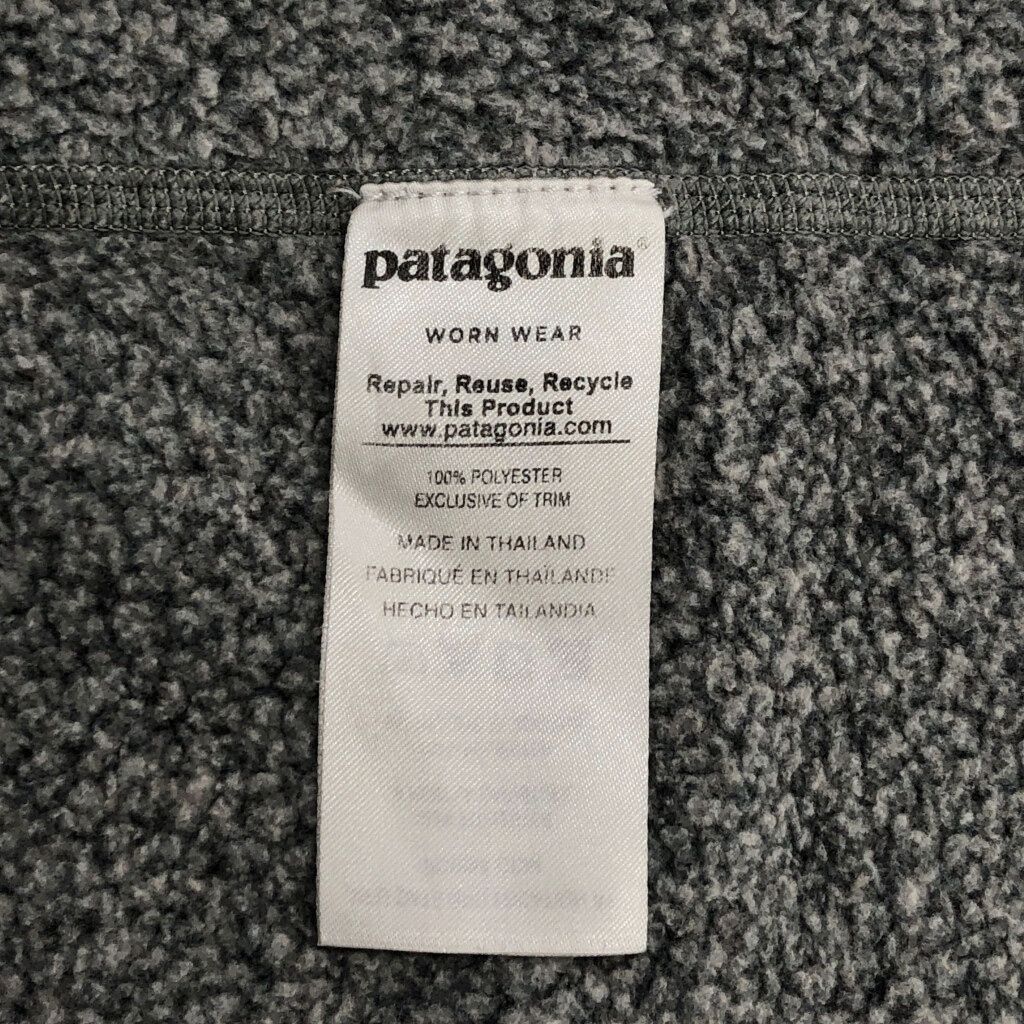 patagonia®
WORN WEAR
Repair, Reuse, Recycle
This Product
www.patagonia.com
100% POLYESTER
EXCLUSIVE OF TRIM
MADE IN THAILAND
FABRIQUÉ EN THAÏLANDE
HECHO EN TAILANDIA